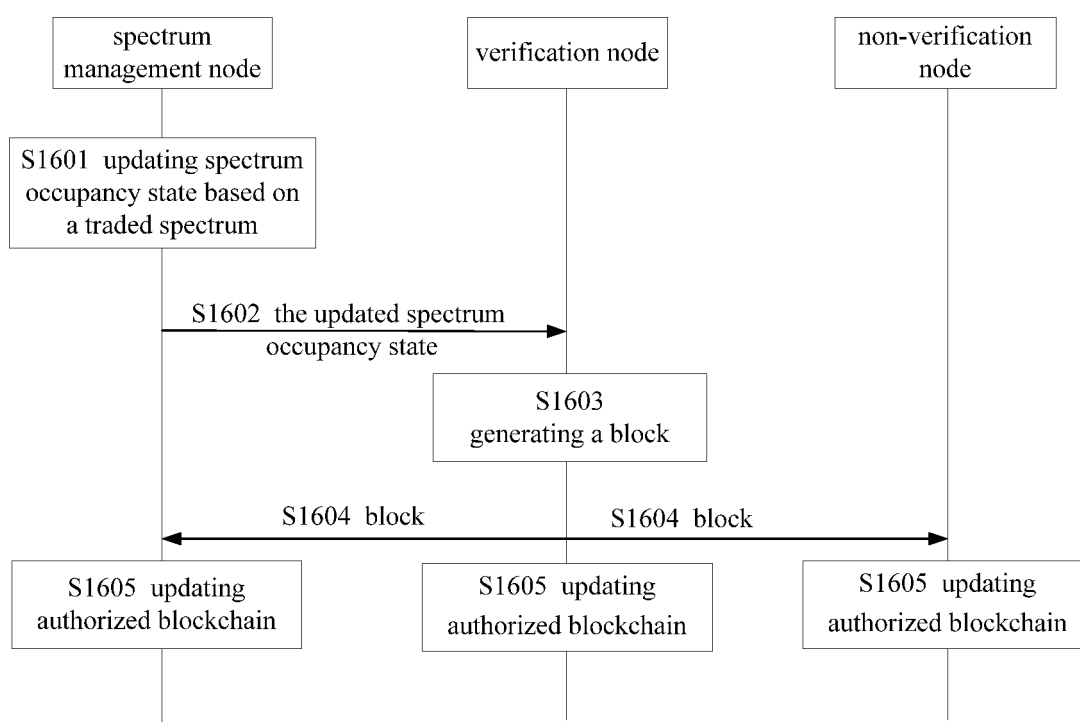 spectrum
management node
verification node
non-verification
node
S1601 updating spectrum
occupancy state based on
a traded spectrum
S1602 the updated spectrum
occupancy state
S1603
generating a block
S1604 block
S1604 block
S1605 updating
authorized blockchain
S1605 updating
authorized blockchain
S1605 updating
authorized blockchain